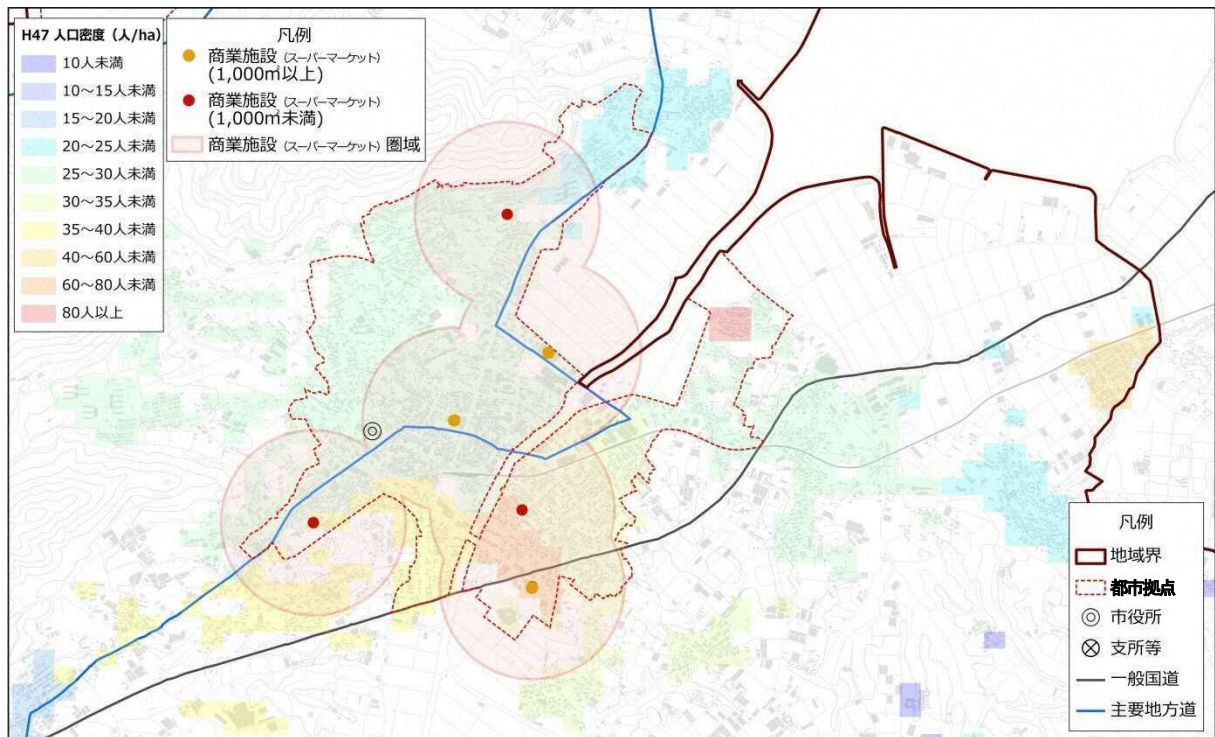 H47 人口密度（人/ha）
10人未満
10～15人未満
15～20人未満
20～25人未満
25～30人未満
30～35人未満
35～40人未満
40～60人未満
60～80人未満
80人以上
凡例
商業施設（スーパーマーケット）
(1,000㎡以上)
商業施設（スーパーマーケット）
(1,000㎡未満)
商業施設（スーパーマーケット）圏域
凡例
地域界
都市拠点
市役所
支所等
一般国道
主要地方道